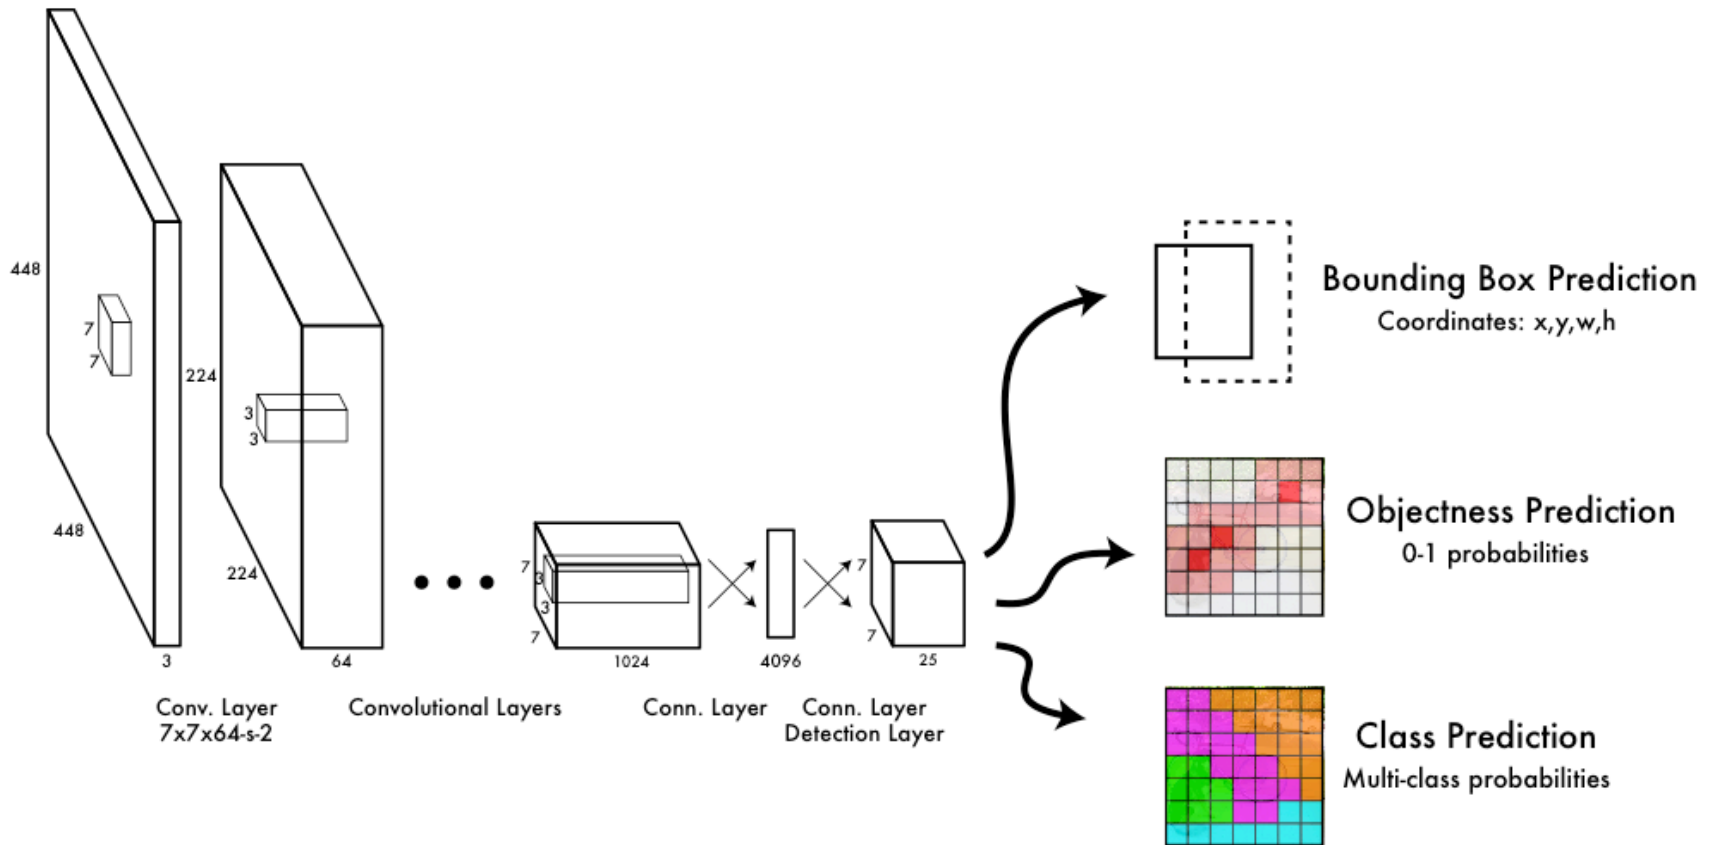 448
448
7
7
3
Conv. Layer
7x7x64-s-2
224
224
3
3
64
Convolutional Layers
7
3
3
7
1024
Conn. Layer
4096
Conn. Layer
Detection Layer
7
7
25
Bounding Box Prediction
Coordinates: x,y,w,h
Objectness Prediction
0-1 probabilities
Class Prediction
Multi-class probabilities